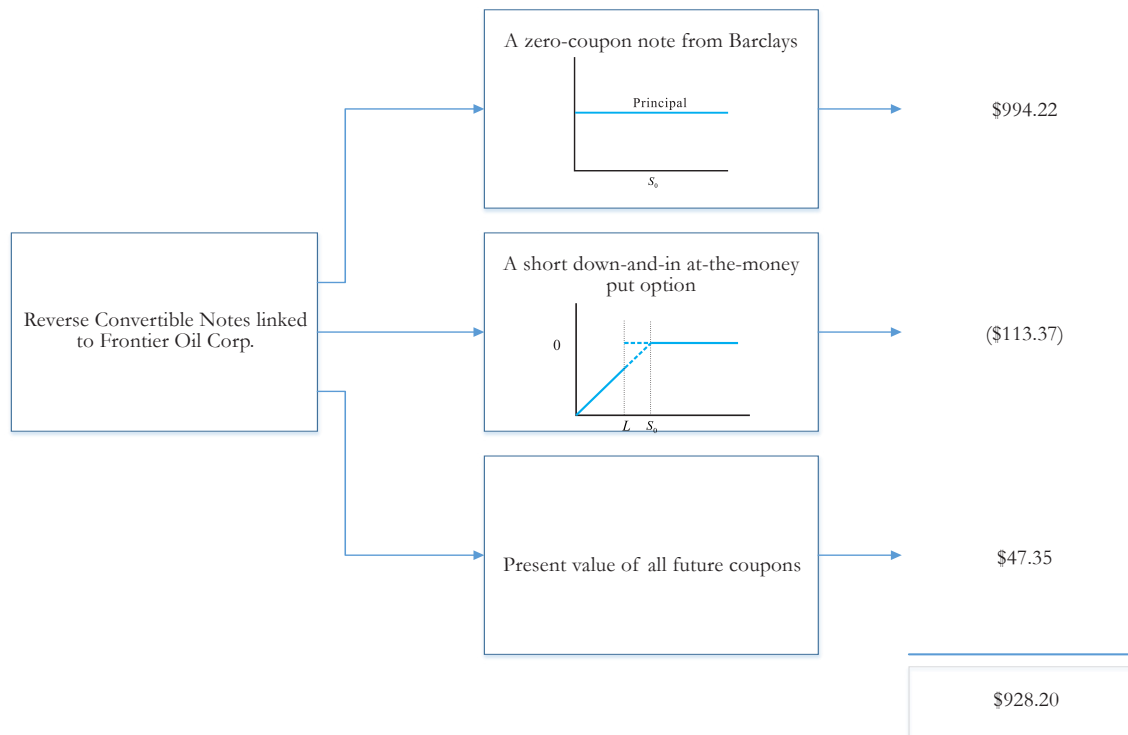 A zero-coupon note from Barclays
Principal
S₀
$994.22
Reverse Convertible Notes linked
to Frontier Oil Corp.
A short down-and-in at-the-money
put option
0
L S₀
($113.37)
Present value of all future coupons
$47.35
$928.20